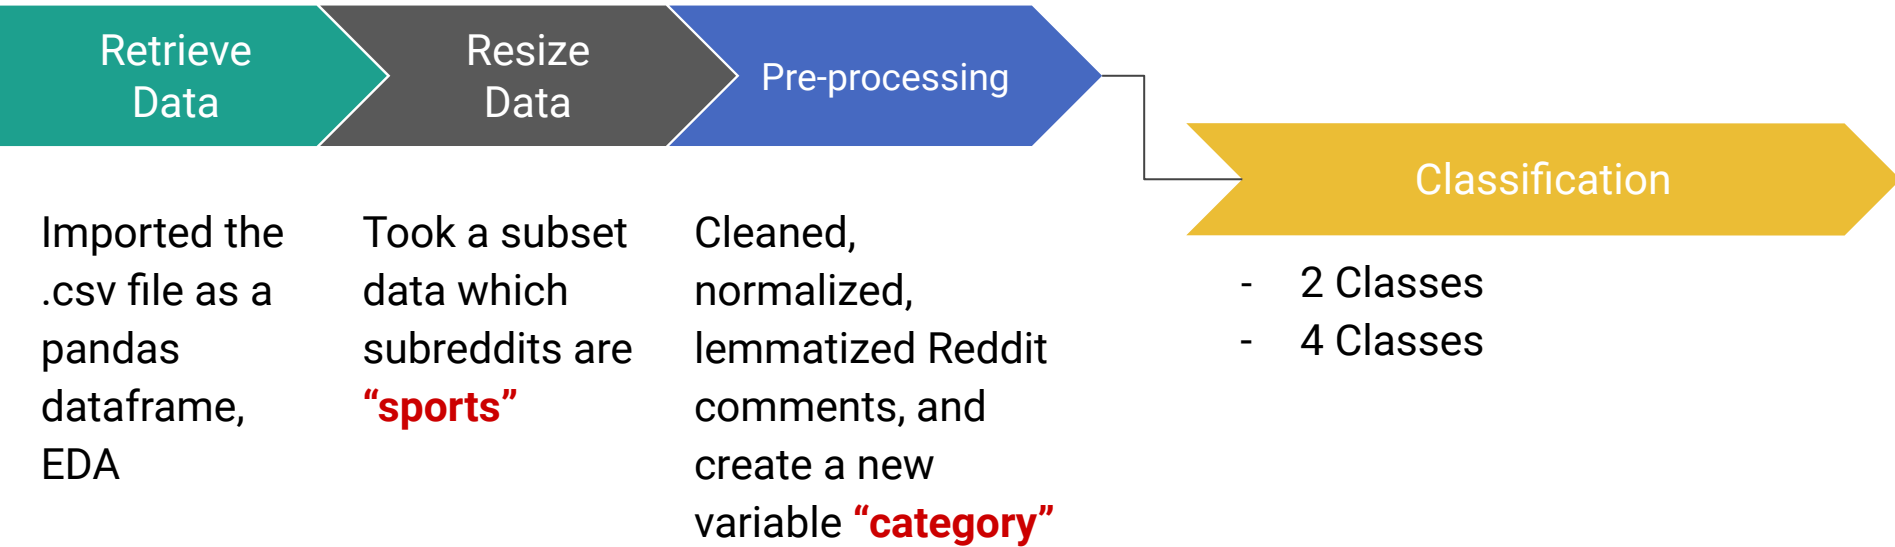 Retrieve
Data
Resize
Data
Pre-processing
Classification
Imported the
.csv file as a
pandas
dataframe,
EDA
Took a subset
data which
subreddits are
“sports”
Cleaned,
normalized,
lemmatized Reddit
comments, and
create a new
variable “category”
- 2 Classes
- 4 Classes